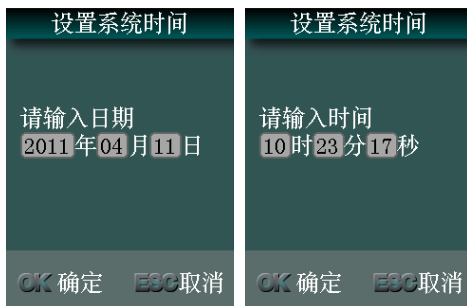 设置系统时间
请输入日期
2011年04月11日
OK 确定 ESC取消
设置系统时间
请输入时间
10时23分17秒
OK 确定 ESC取消